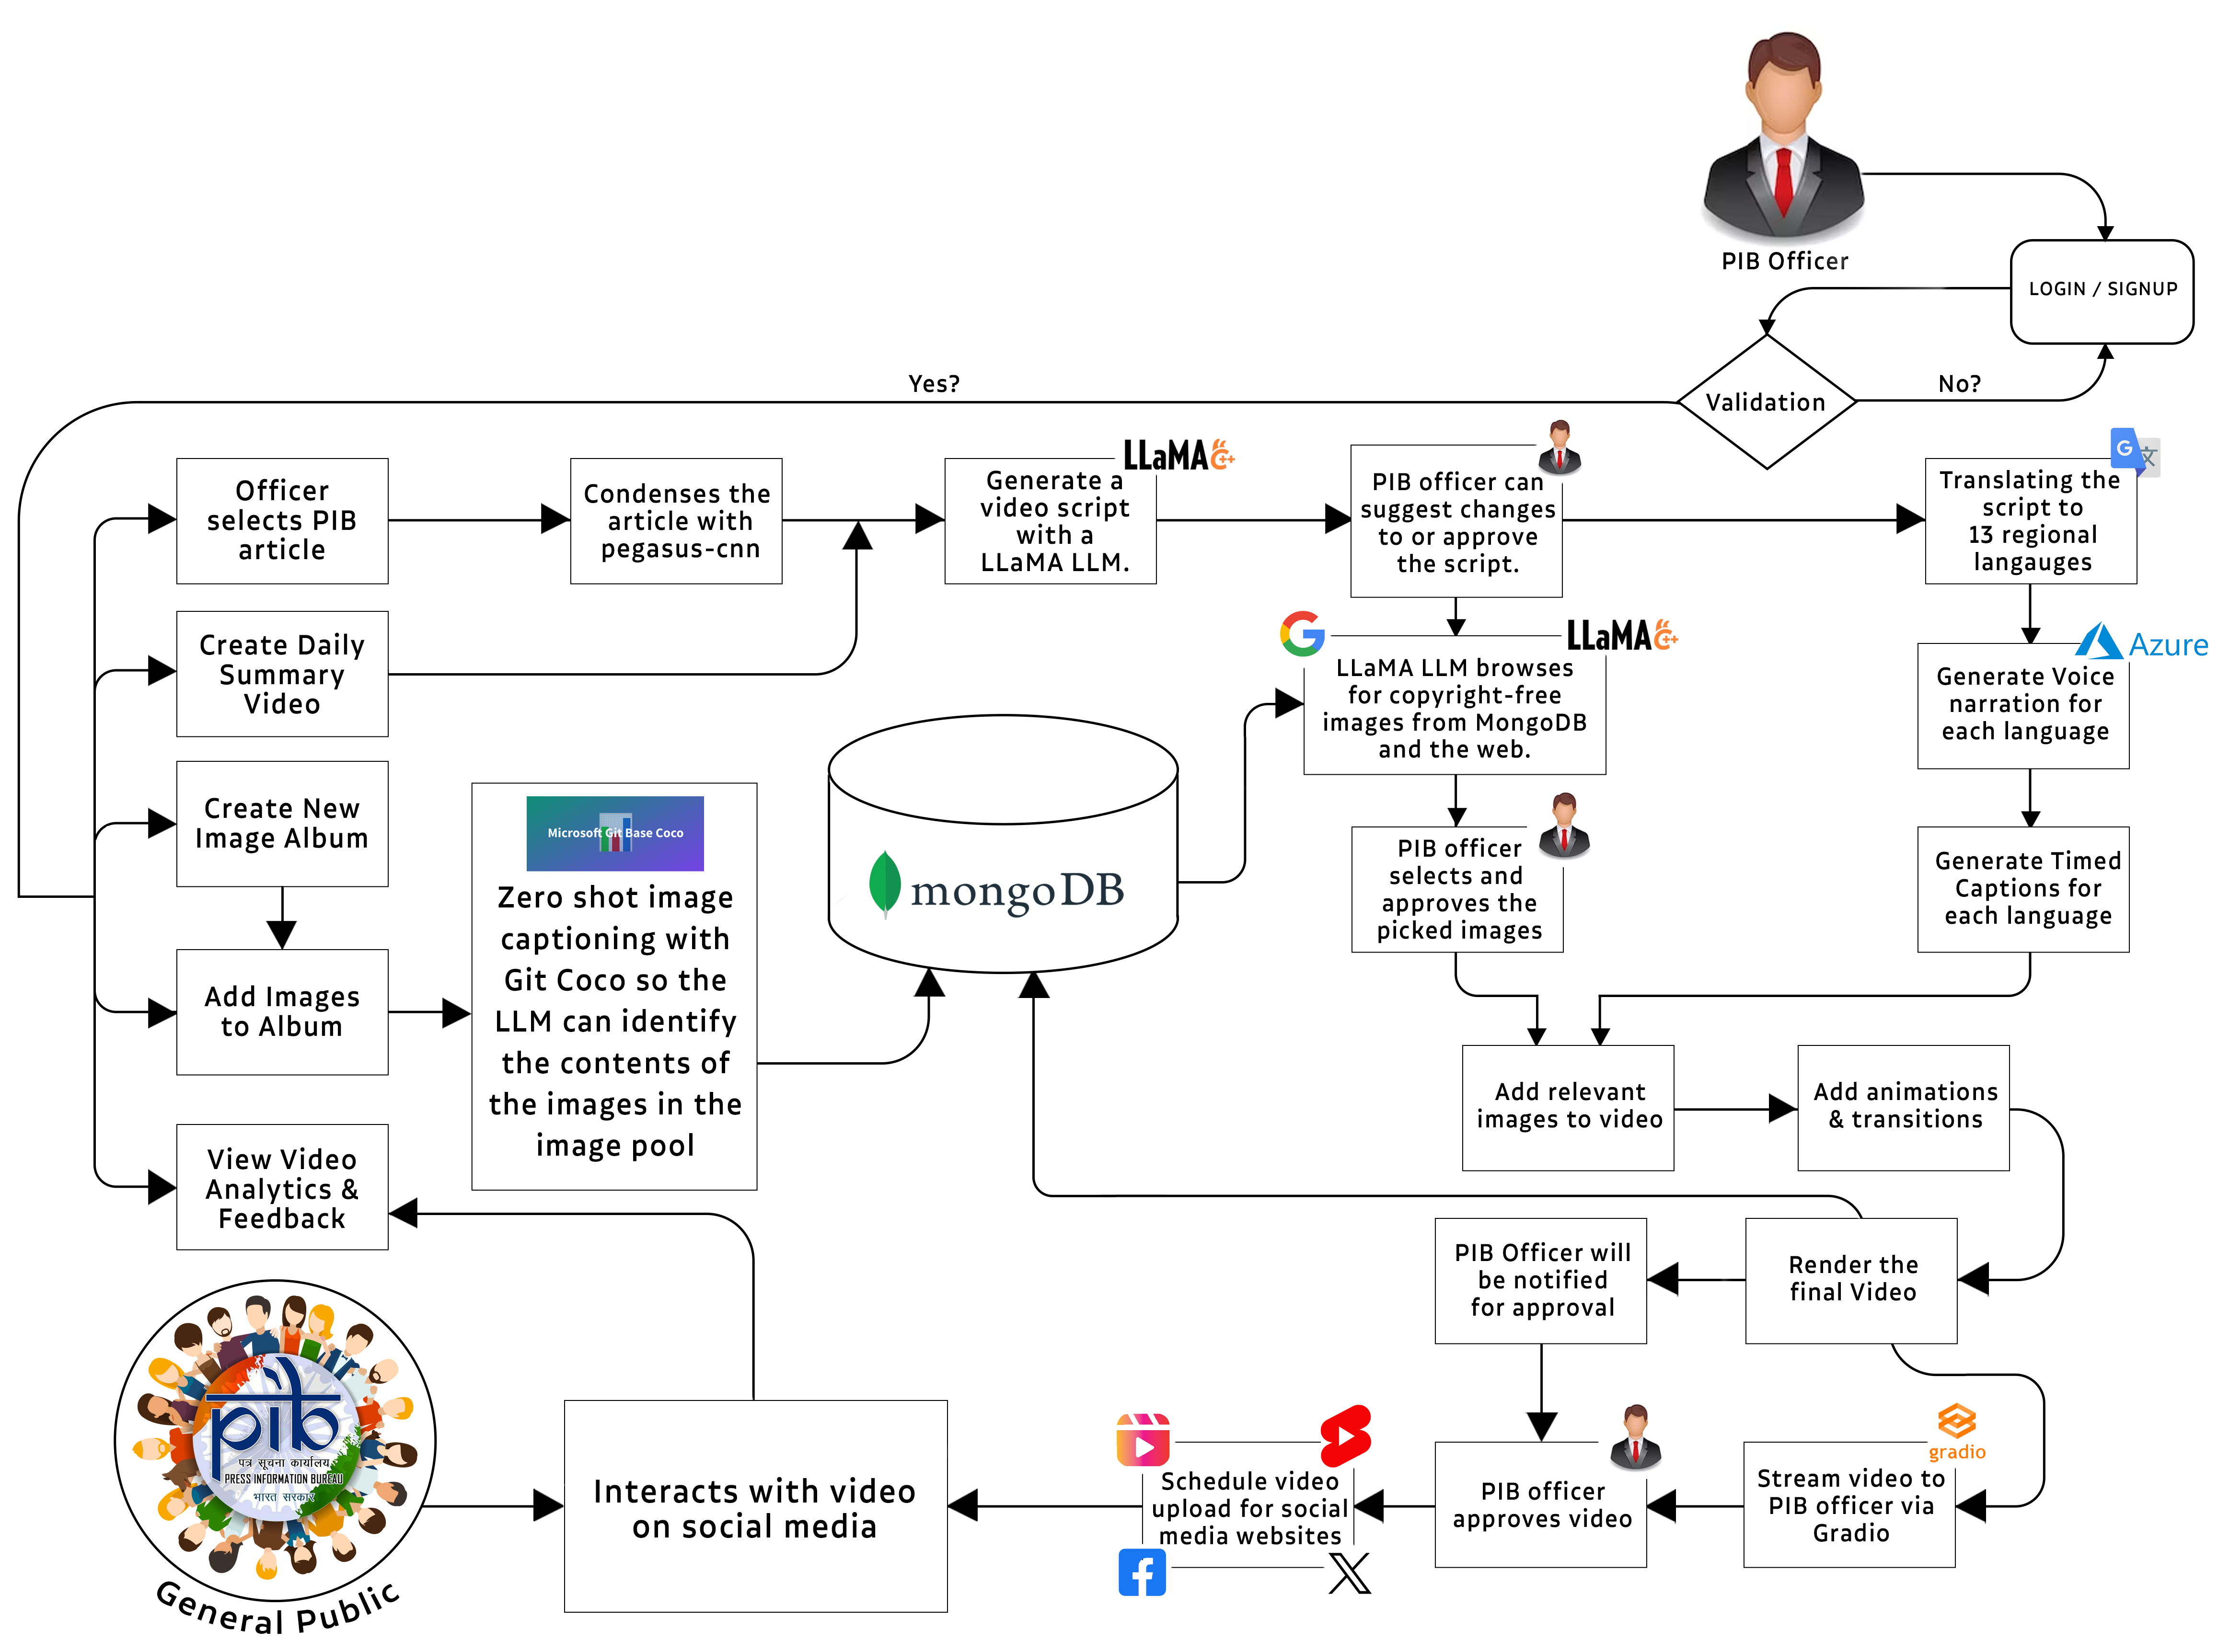 PIB Officer
LOGIN / SIGNUP
Validation
Yes?
No?
Officer
selects PIB
article
Condenses the
article with
pegasus-cnn
LLaMA C++
Generate a
video script
with a
LLaMA LLM.
PIB officer can
suggest changes
to or approve
the script.
G 文
Translating the
script to
13 regional
langauges
Create Daily
Summary
Video
G
LLaMA C++
LLaMA LLM browses
for copyright-free
images from MongoDB
and the web.
Azure
Generate Voice
narration for
each language
Create New
Image Album
Microsoft Git Base Coco
Zero shot image
captioning with
Git Coco so the
LLM can identify
the contents of
the images in the
image pool
mongoDB
PIB officer
selects and
approves the
picked images
Generate Timed
Captions for
each language
Add Images
to Album
Add relevant
images to video
Add animations
& transitions
View Video
Analytics &
Feedback
PIB Officer will
be notified
for approval
Render the
final Video
pib
पत्र सूचना कार्यालय
PRESS INFORMATION BUREAU
भारत सरकार
General Public
Interacts with video
on social media
Schedule video
upload for social
media websites
f X
PIB officer
approves video
gradio
Stream video to
PIB officer via
Gradio